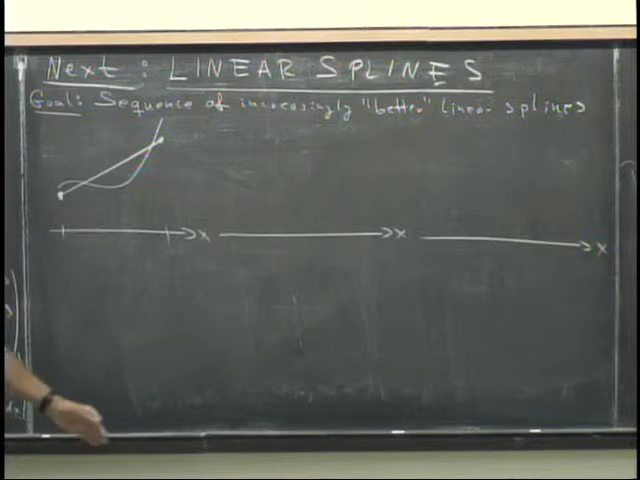 Next: LINEAR SPLINES
Goal: Sequence of increasingly "better" linear splines
x x x